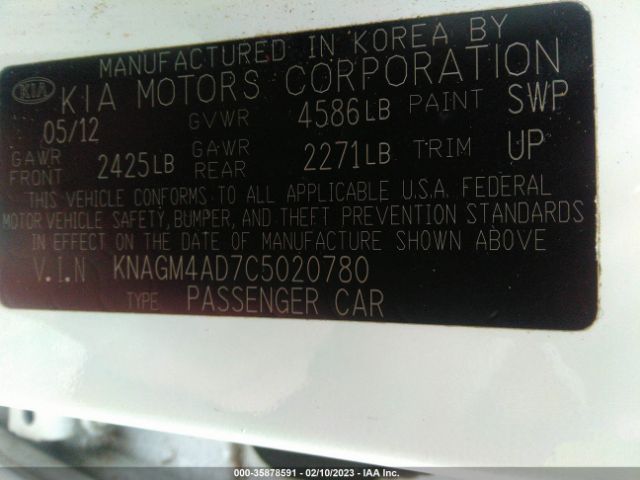 MANUFACTURED IN KOREA BY
KIA KIA MOTORS CORPORATION
05/12 GVWR 4586LB PAINT SWP
GAWR FRONT 2425LB GAWR REAR 2271LB TRIM UP
THIS VEHICLE CONFORMS TO ALL APPLICABLE U.S.A. FEDERAL
MOTOR VEHICLE SAFETY, BUMPER, AND THEFT PREVENTION STANDARDS
IN EFFECT ON THE DATE OF MANUFACTURE SHOWN ABOVE
V.I.N KNAGM4AD7C5020780
TYPE PASSENGER CAR
000-35878591 — 02/10/2023 — IAA Inc.